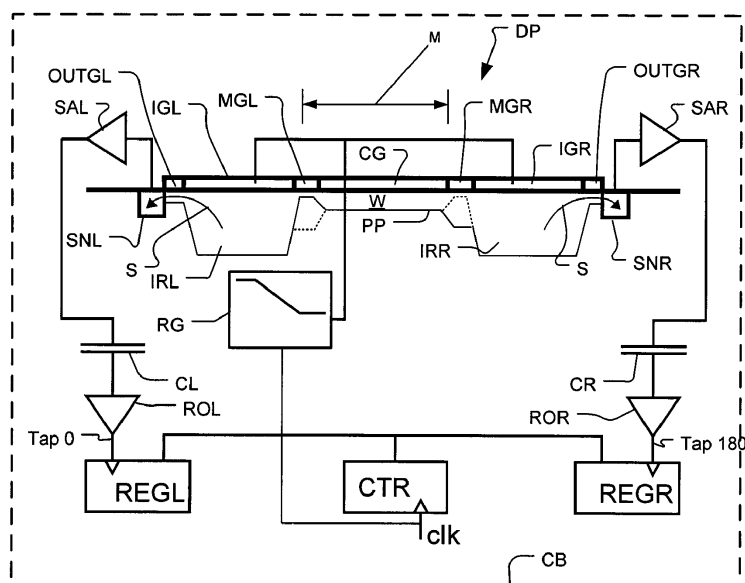 M
DP
OUTGL
OUTGR
SAL
IGL
MGL
MGR
SAR
CG
IGR
W
PP
SNL
SNR
S
IRL
IRR
S
RG
CL
CR
ROL
ROR
Tap 0
Tap 180
REGL
CTR
REGR
clk
CB